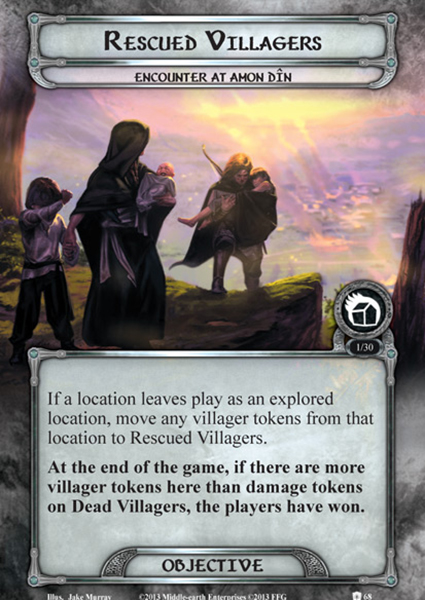 Rescued Villagers
Encounter at Amon Dîn
1/30
If a location leaves play as an explored
location, move any villager tokens from that
location to Rescued Villagers.
At the end of the game, if there are more
villager tokens here than damage tokens
on Dead Villagers, the players have won.
Objective
Illus. Jake Murray ©2013 Middle-earth Enterprises ©2013 FFG 68